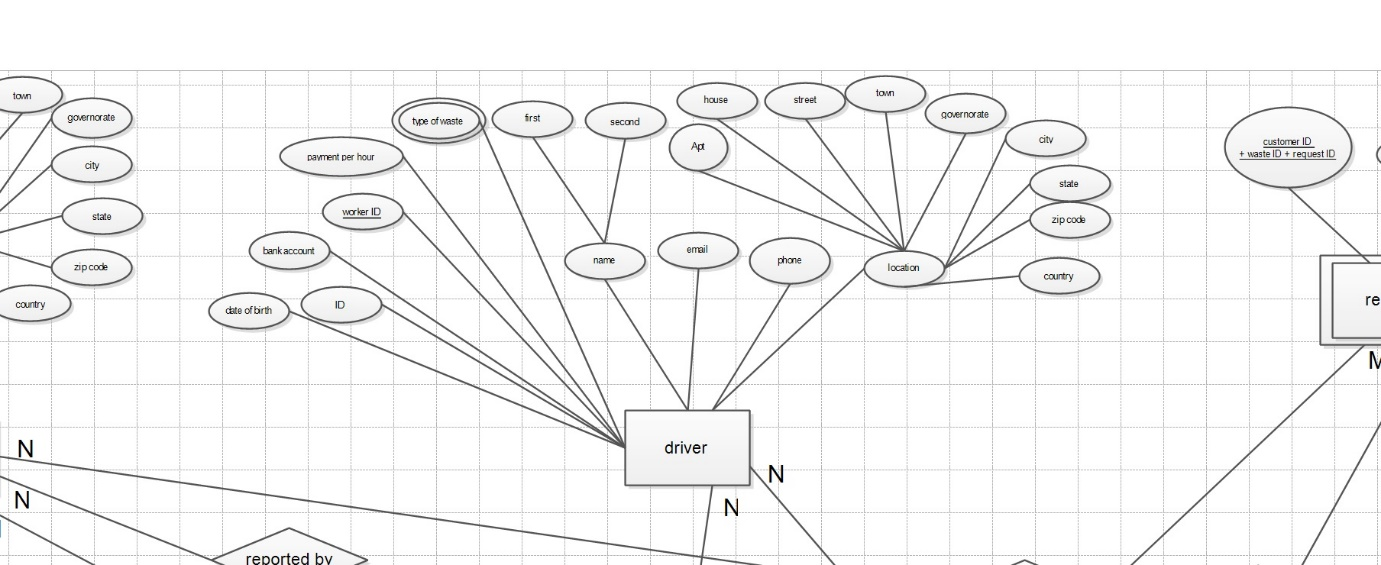 town
governorate
city
state
zip code
country
type of waste
first
second
house
street
town
governorate
city
Apt
payment per hour
state
zip code
worker ID
bank account
name
email
phone
location
country
date of birth
ID
customer ID
+ waste ID + request ID
re
M
driver
N
N
N
N
reported by